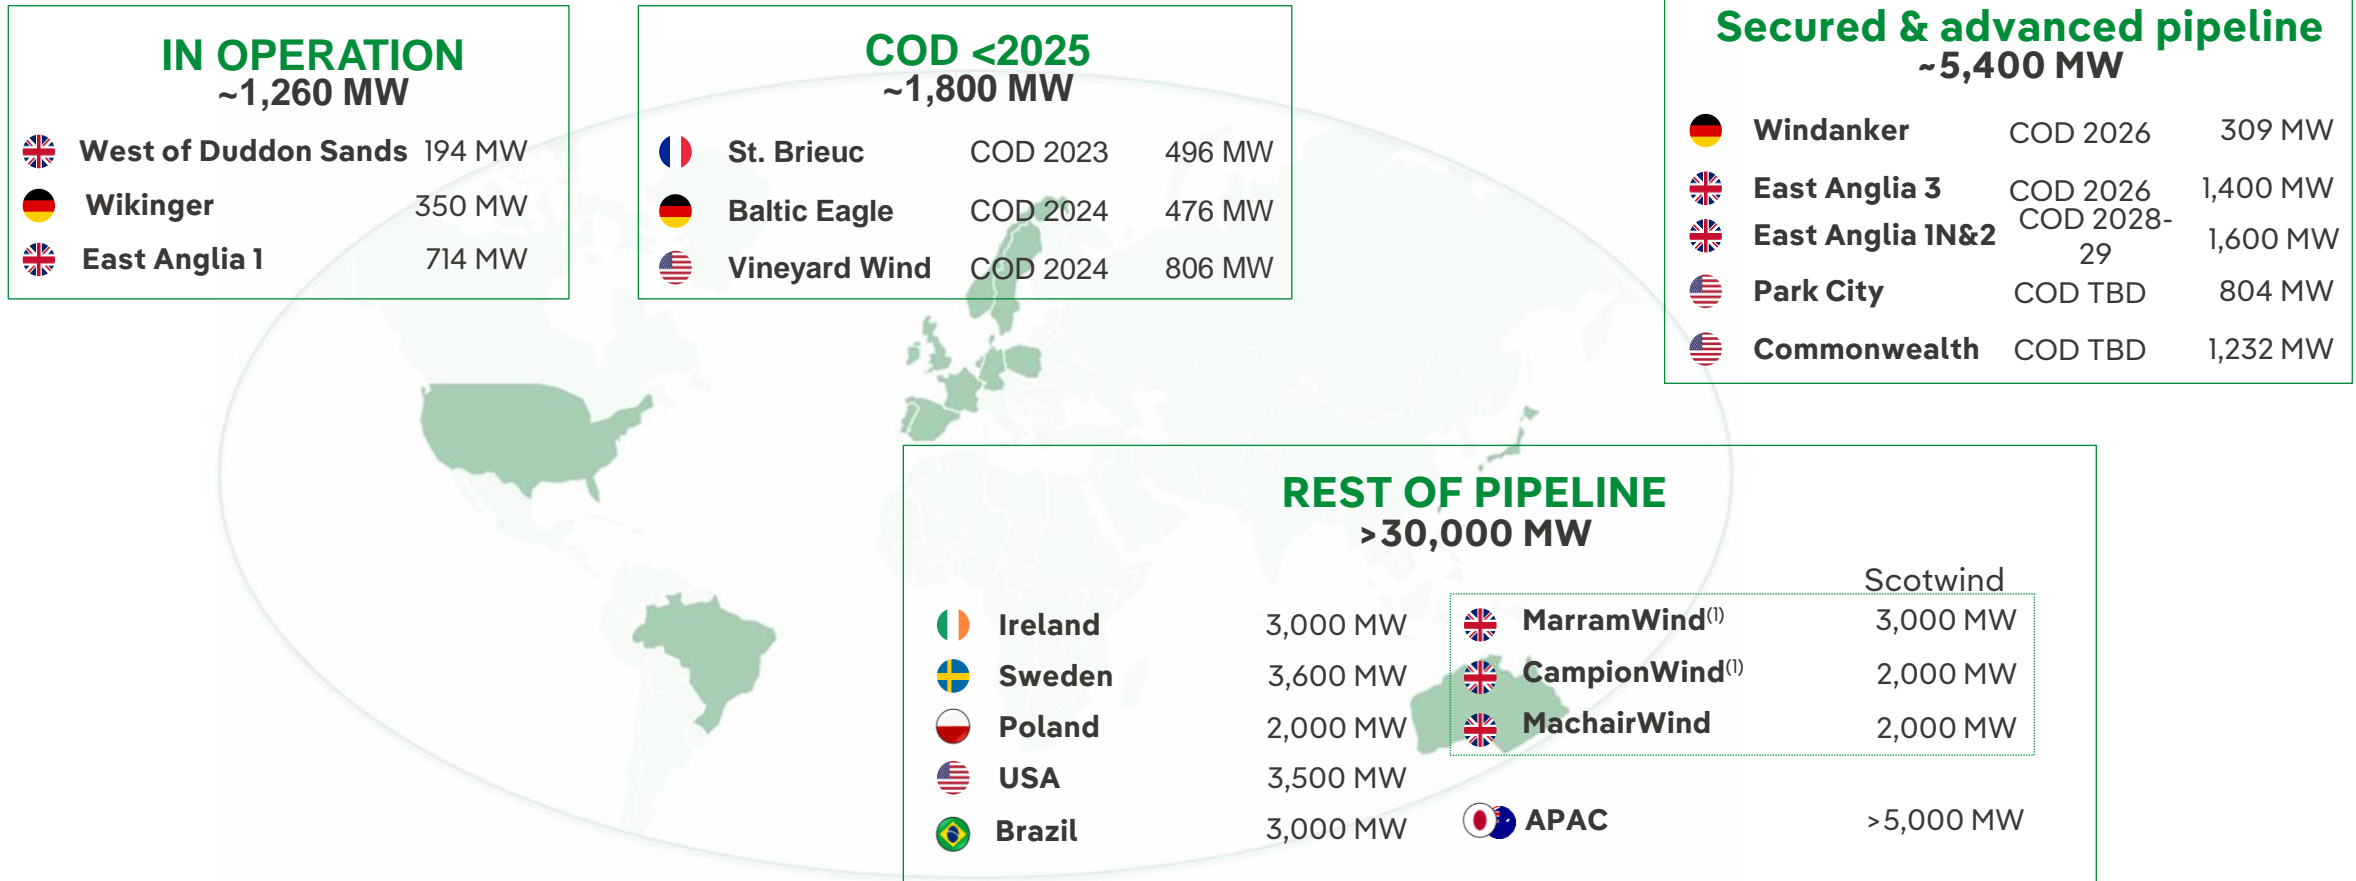 IN OPERATION
~1,260 MW
West of Duddon Sands 194 MW
Wikinger 350 MW
East Anglia 1 714 MW
COD <2025
~1,800 MW
St. Brieuc COD 2023 496 MW
Baltic Eagle COD 2024 476 MW
Vineyard Wind COD 2024 806 MW
Secured & advanced pipeline
~5,400 MW
Windanker COD 2026 309 MW
East Anglia 3 COD 2026 1,400 MW
East Anglia 1N&2 COD 2028-
29 1,600 MW
Park City COD TBD 804 MW
Commonwealth COD TBD 1,232 MW
REST OF PIPELINE
>30,000 MW
Ireland 3,000 MW
Sweden 3,600 MW
Poland 2,000 MW
USA 3,500 MW
Brazil 3,000 MW
Scotwind
MarramWind(1) 3,000 MW
CampionWind(1) 2,000 MW
MachairWind 2,000 MW
APAC >5,000 MW